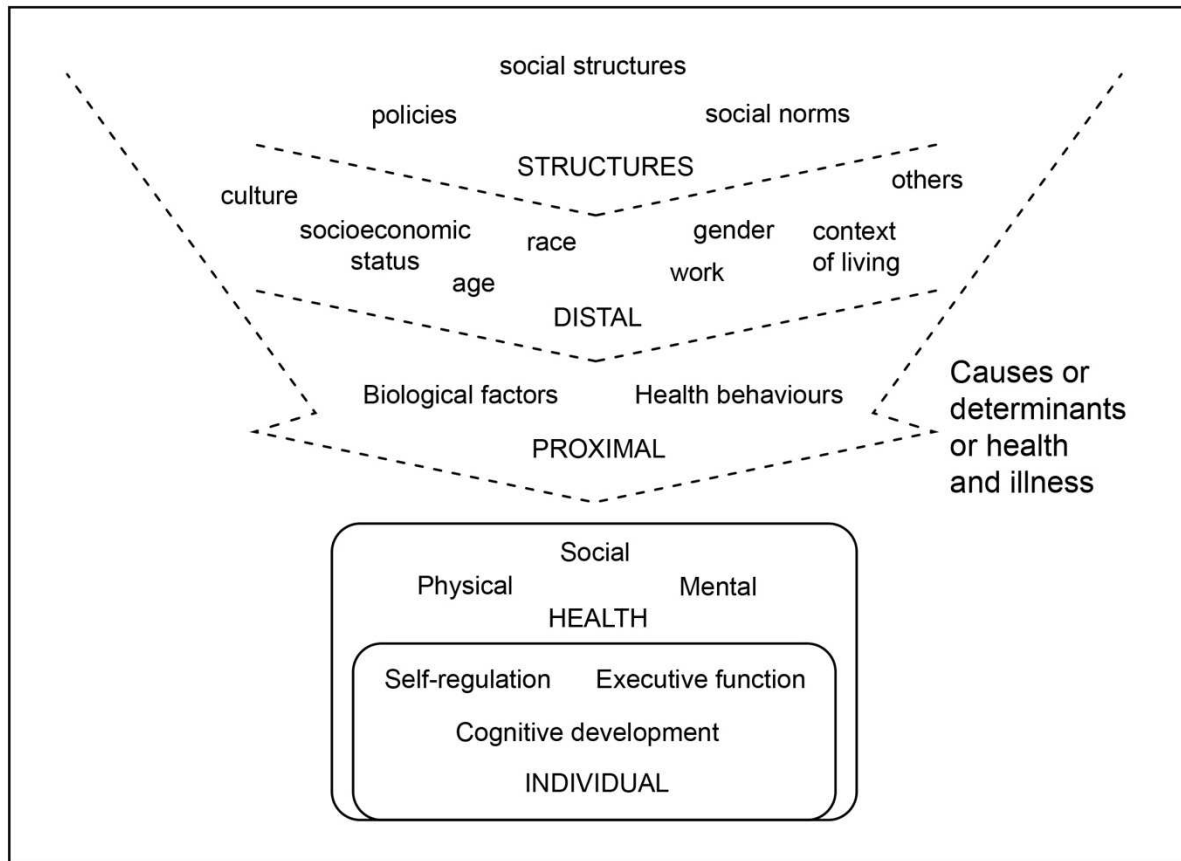 social structures
policies
social norms
STRUCTURES
others
culture
socioeconomic
status
race
gender
context
of living
age
work
DISTAL
Biological factors
Health behaviours
PROXIMAL
Causes or
determinants
or health
and illness
Social
Physical
Mental
HEALTH
Self-regulation
Executive function
Cognitive development
INDIVIDUAL